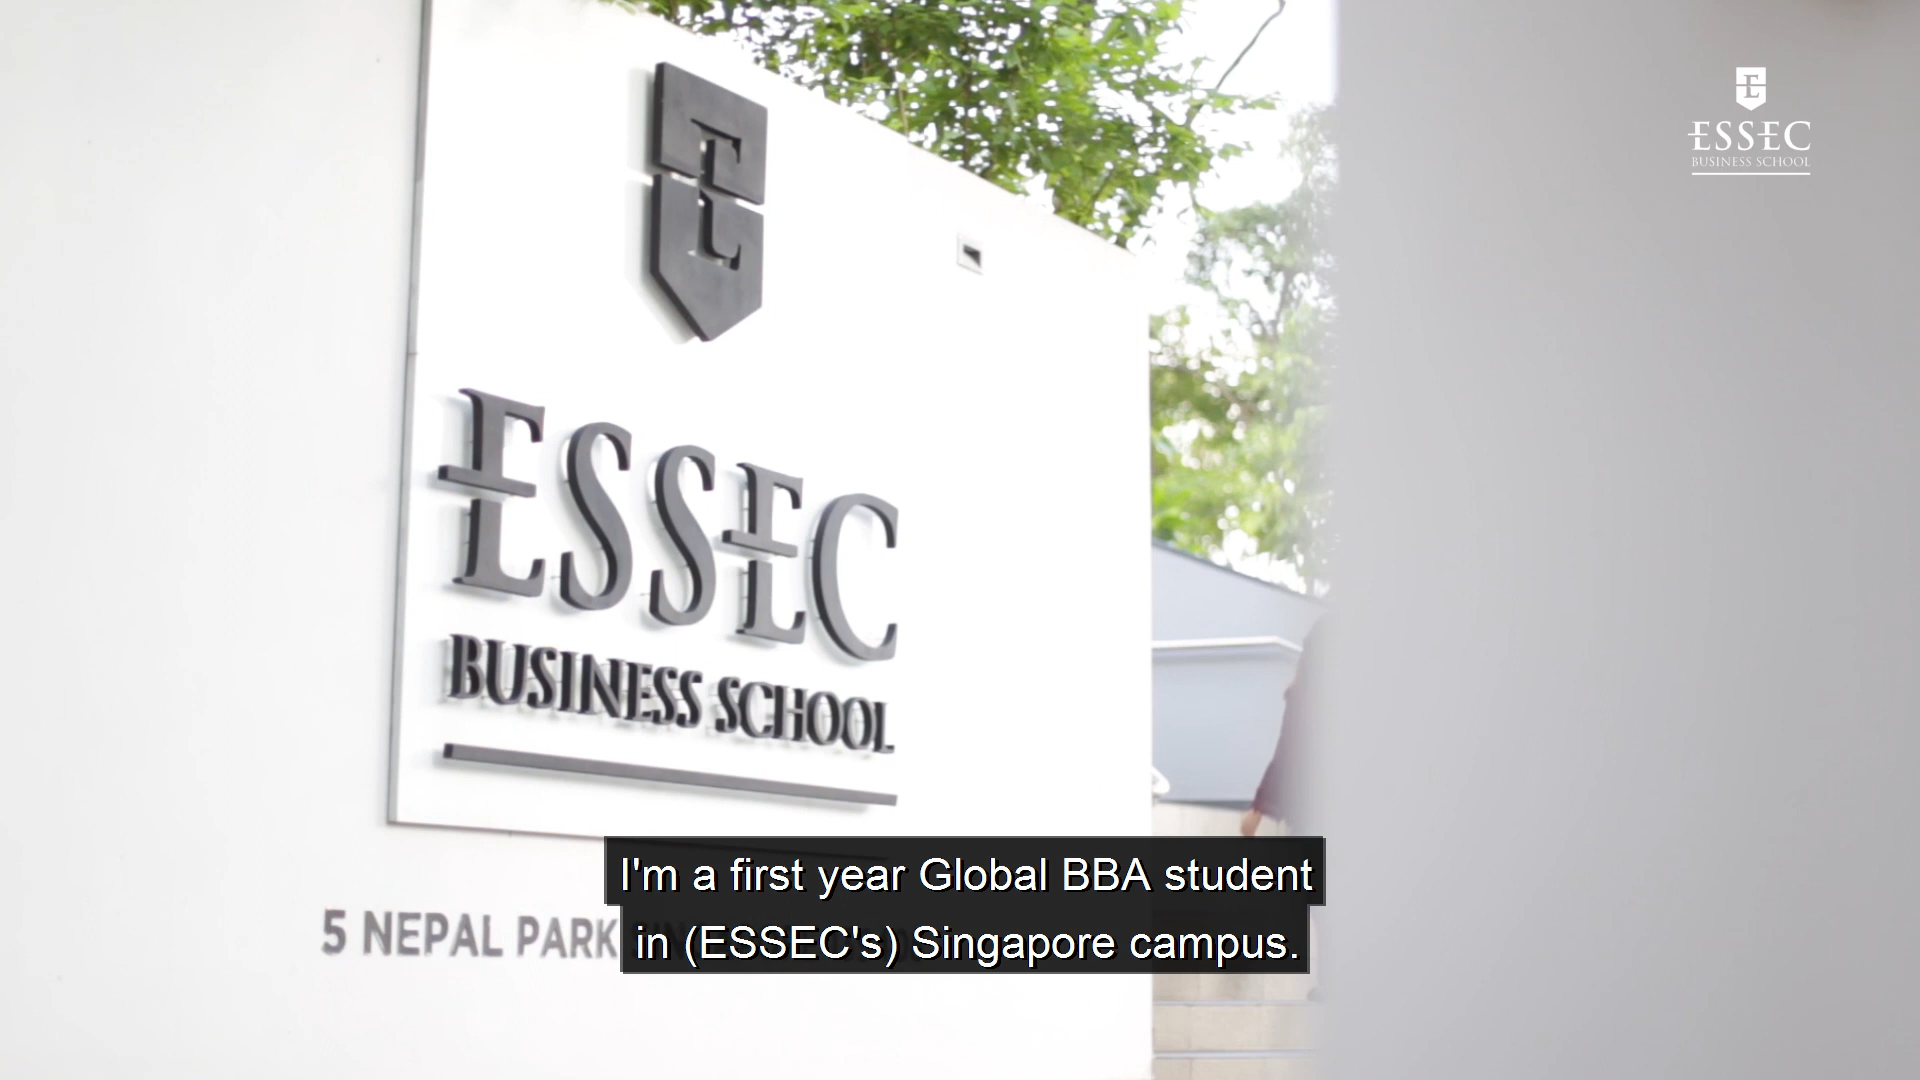 ESSEC
BUSINESS SCHOOL
ESSEC
BUSINESS SCHOOL
5 NEPAL PARK
I'm a first year Global BBA student
in (ESSEC's) Singapore campus.